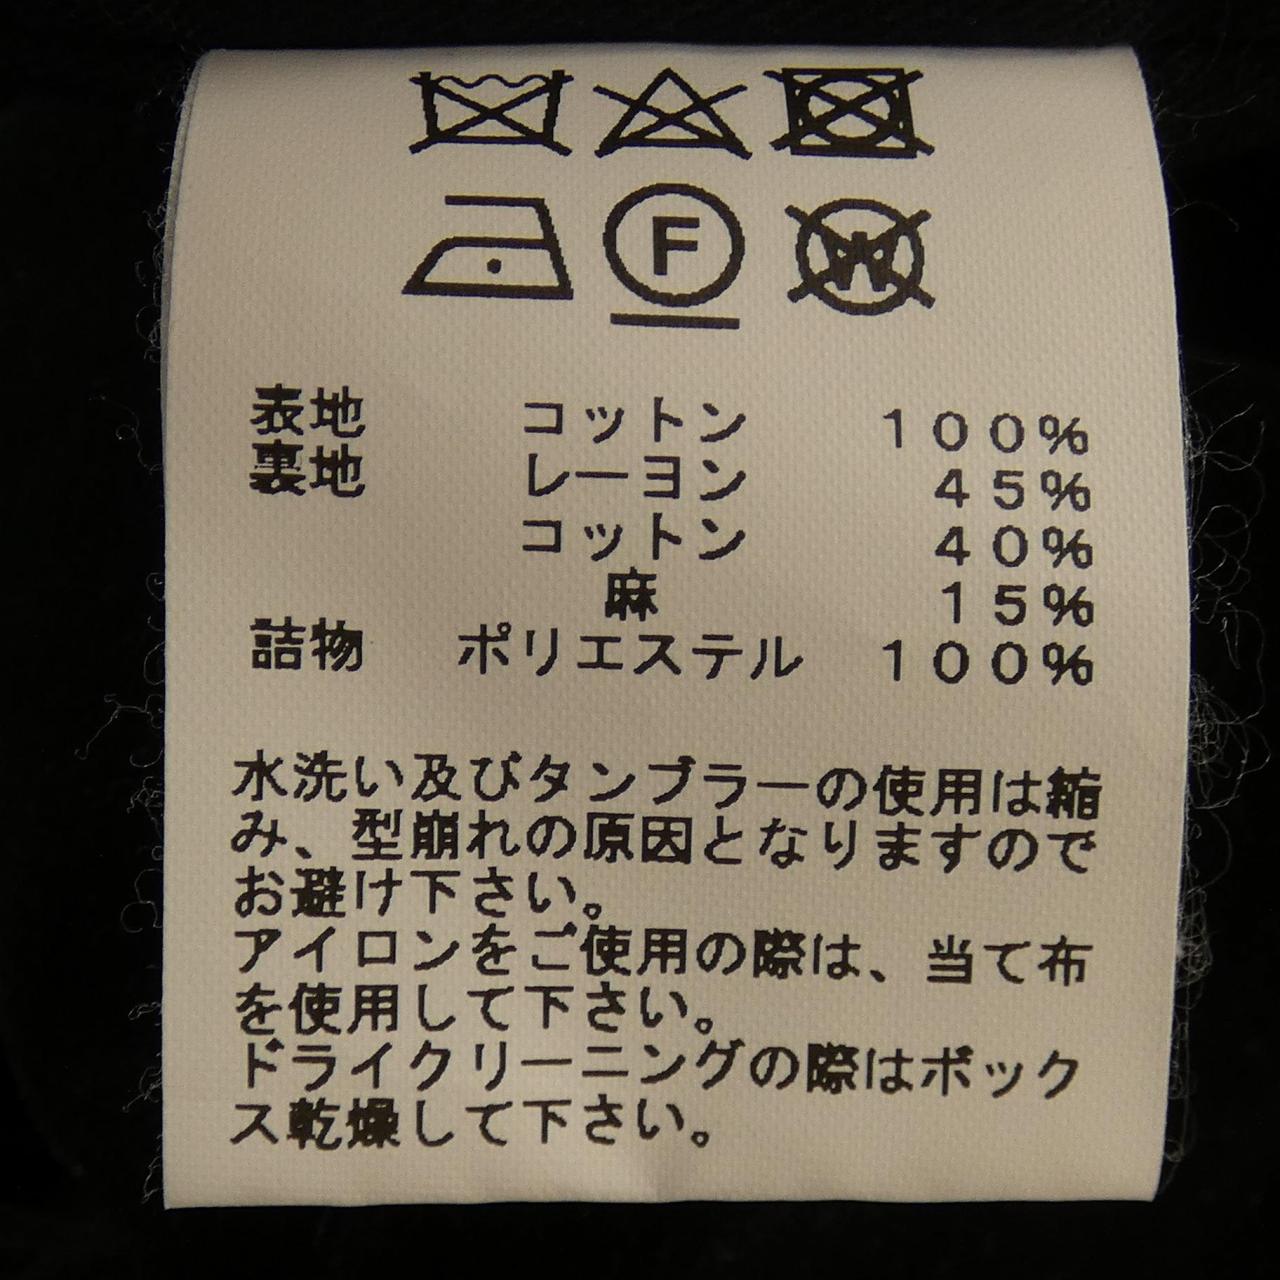 F W
表地 コットン 100%
裏地 レーヨン 45%
コットン 40%
麻 15%
詰物 ポリエステル 100%
水洗い及びタンブラーの使用は縮
み、型崩れの原因となりますので
お避け下さい。
アイロンをご使用の際は、当て布
を使用して下さい。
ドライクリーニングの際はボック
ス乾燥して下さい。